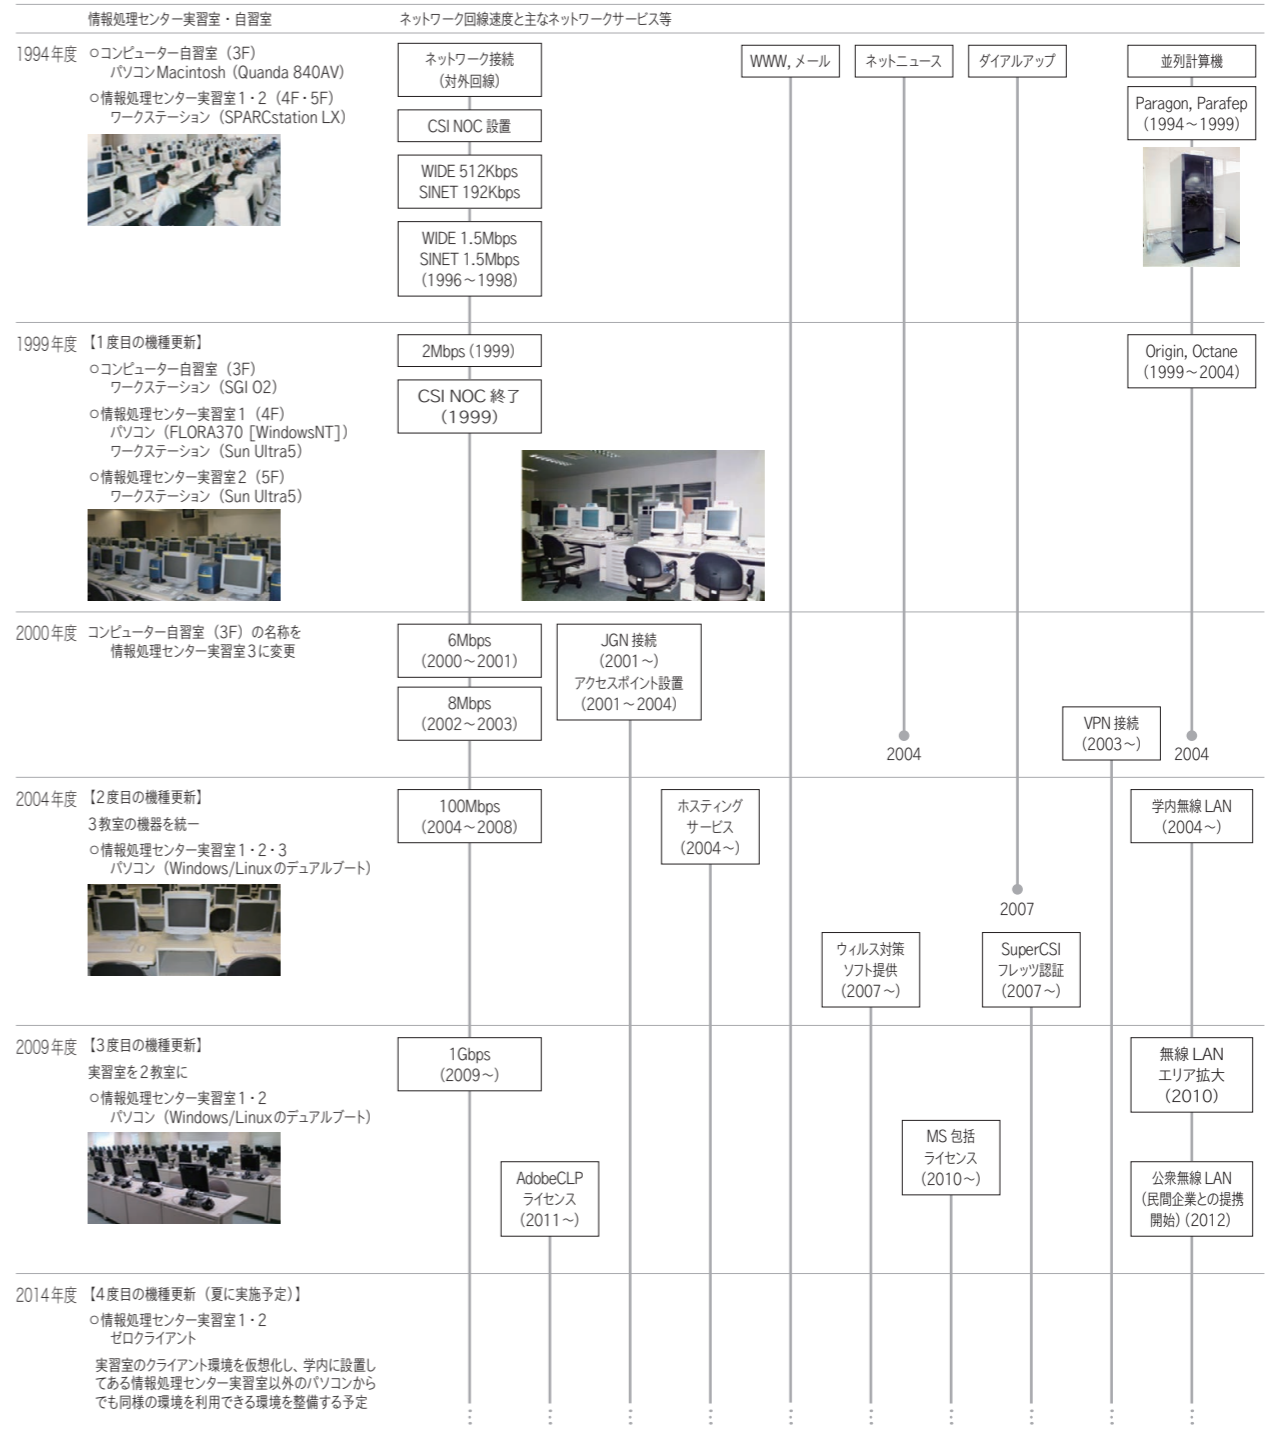 情報処理センター実習室・自習室
ネットワーク回線速度と主なネットワークサービス等
1994年度
○コンピューター自習室（3F）
パソコンMacintosh（Quanda 840AV）
○情報処理センター実習室1・2（4F・5F）
ワークステーション（SPARCstation LX）
ネットワーク接続
（対外回線）
CSI NOC 設置
WIDE 512Kbps
SINET 192Kbps
WIDE 1.5Mbps
SINET 1.5Mbps
（1996～1998）
WWW, メール
ネットニュース
ダイアルアップ
並列計算機
Paragon, Parafep
（1994～1999）
1999年度
【1度目の機種更新】
○コンピューター自習室（3F）
ワークステーション（SGI O2）
○情報処理センター実習室1（4F）
パソコン（FLORA370［WindowsNT］）
ワークステーション（Sun Ultra5）
○情報処理センター実習室2（5F）
ワークステーション（Sun Ultra5）
2Mbps（1999）
CSI NOC 終了
（1999）
Origin, Octane
（1999～2004）
2000年度
コンピューター自習室（3F）の名称を
情報処理センター実習室3に変更
6Mbps
（2000～2001）
8Mbps
（2002～2003）
JGN 接続
（2001～）
アクセスポイント設置
（2001～2004）
2004
VPN 接続
（2003～）
2004
2004年度
【2度目の機種更新】
3教室の機器を統一
○情報処理センター実習室1・2・3
パソコン（Windows/Linuxのデュアルブート）
100Mbps
（2004～2008）
ホスティング
サービス
（2004～）
学内無線 LAN
（2004～）
2007
ウィルス対策
ソフト提供
（2007～）
SuperCSI
フレッツ認証
（2007～）
2009年度
【3度目の機種更新】
実習室を2教室に
○情報処理センター実習室1・2
パソコン（Windows/Linuxのデュアルブート）
1Gbps
（2009～）
無線 LAN
エリア拡大
（2010）
MS 包括
ライセンス
（2010～）
AdobeCLP
ライセンス
（2011～）
公衆無線 LAN
（民間企業との提携
開始）（2012）
2014年度
【4度目の機種更新（夏に実施予定）】
○情報処理センター実習室1・2
ゼロクライアント
実習室のクライアント環境を仮想化し、学内に設置し
てある情報処理センター実習室以外のパソコンから
でも同様の環境を利用できる環境を整備する予定